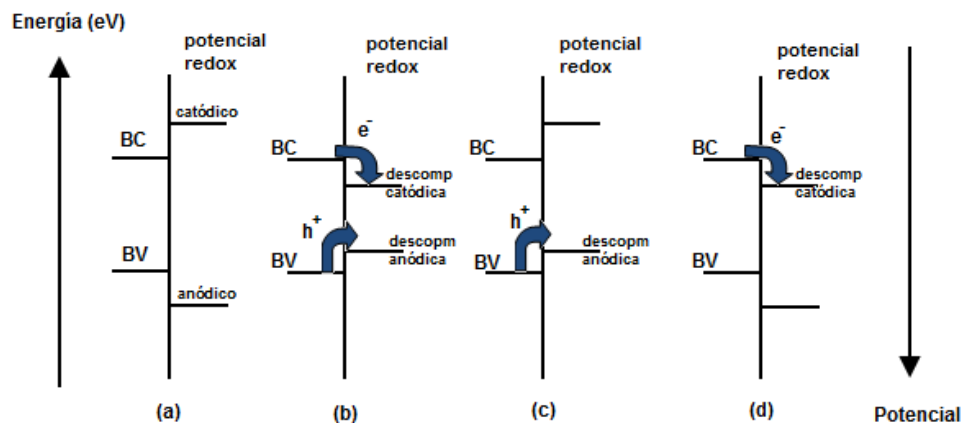 Energía (eV)
potencial
redox
catódico
BC
BV
anódico
(a)
potencial
redox
e-
BC
descomp
catódica
h+
descopm
anódica
BV
(b)
potencial
redox
BC
h+
descopm
anódica
BV
(c)
potencial
redox
e-
BC
descomp
catódica
BV
(d)
Potencial